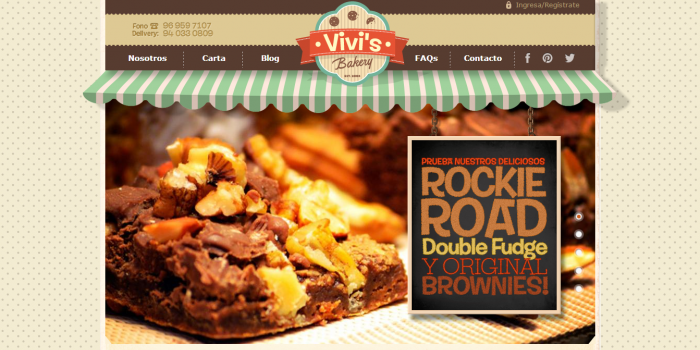 Ingresa/Regístrate
Fono 96 959 7107
Delivery: 94 033 0809
Vivi's
Bakery
Nosotros Carta Blog FAQs Contacto
PRUEBA NUESTROS DELICIOSOS
ROCKIE
ROAD
Double Fudge
Y ORIGINAL
BROWNIES!